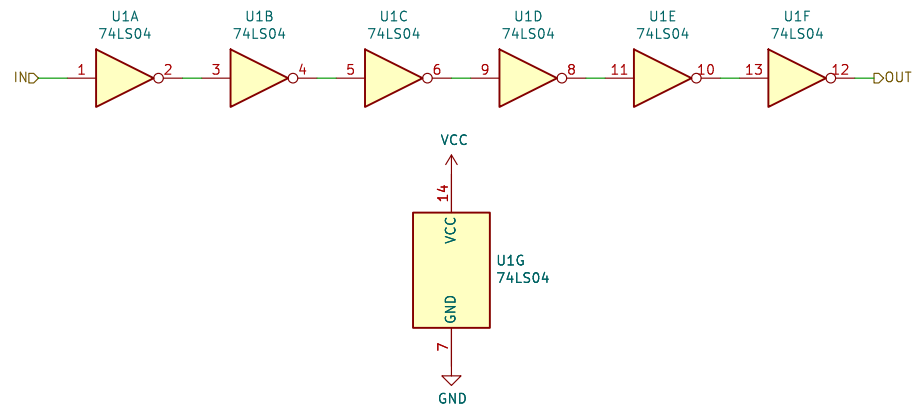 U1A
74LS04
U1B
74LS04
U1C
74LS04
U1D
74LS04
U1E
74LS04
U1F
74LS04
IN
1
2
3
4
5
6
9
8
11
10
13
12
OUT
VCC
14
VCC
U1G
74LS04
GND
7
GND